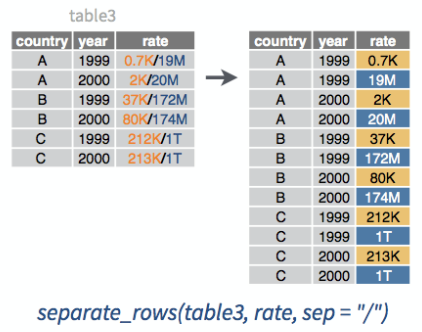 table3
country year rate
A 1999 0.7K/19M
A 2000 2K/20M
B 1999 37K/172M
B 2000 80K/174M
C 1999 212K/1T
C 2000 213K/1T
country year rate
A 1999 0.7K
A 1999 19M
A 2000 2K
A 2000 20M
B 1999 37K
B 1999 172M
B 2000 80K
B 2000 174M
C 1999 212K
C 1999 1T
C 2000 213K
C 2000 1T
separate_rows(table3, rate, sep = "/")